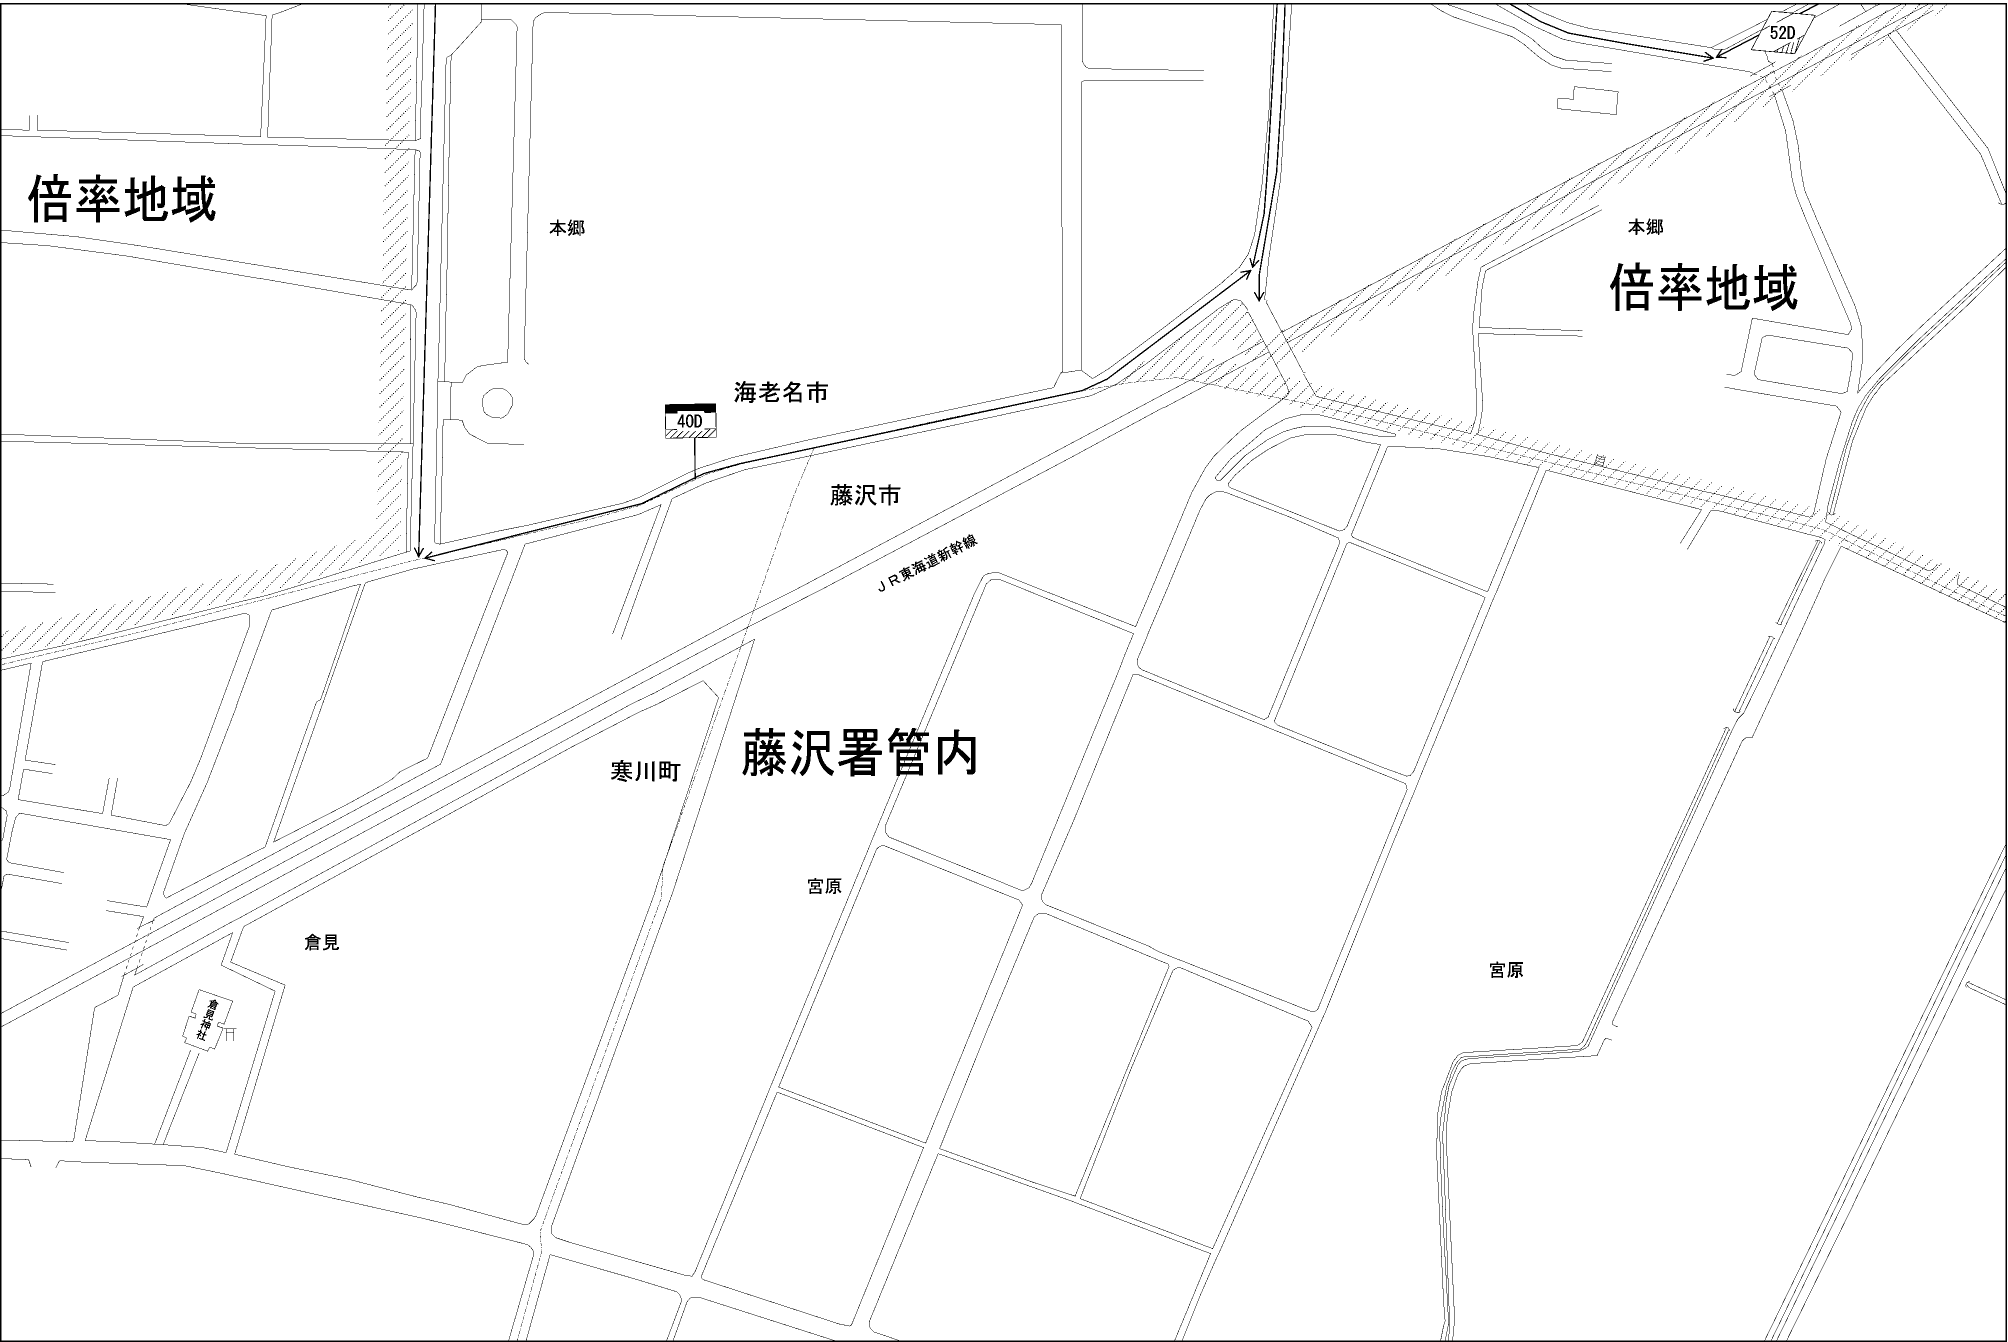 52D
倍率地域
本郷
本郷
倍率地域
海老名市
40D
藤沢市
JR東海道新幹線
藤沢署管内
寒川町
宮原
倉見
宮原
倉見神社